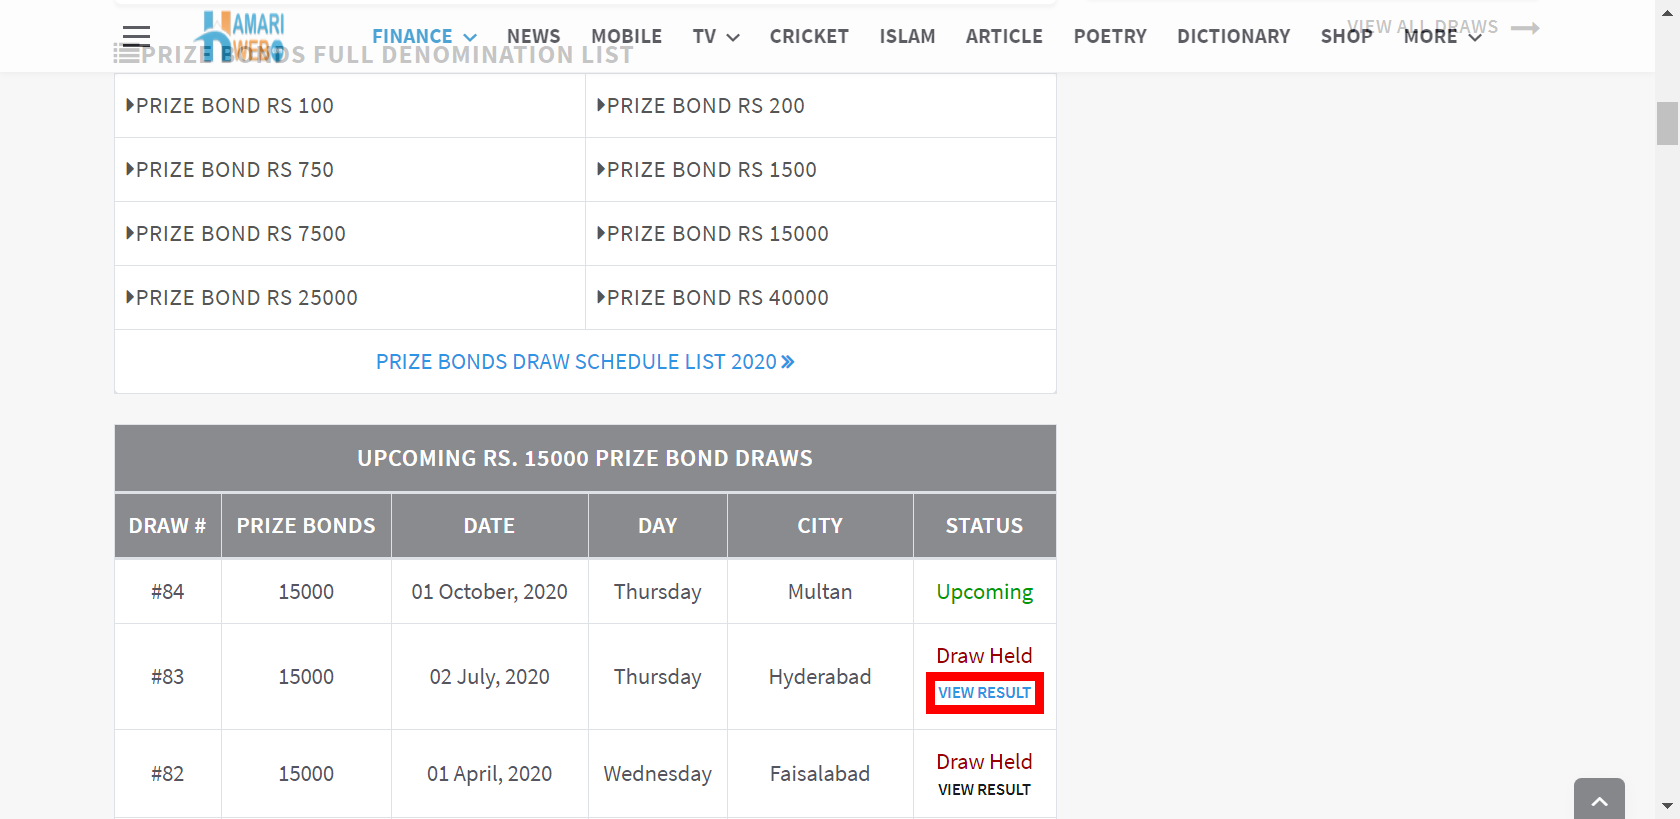 HAMARI
WEB
FINANCE NEWS MOBILE TV CRICKET ISLAM ARTICLE POETRY DICTIONARY SHOP MORE
VIEW ALL DRAWS
PRIZE BONDS FULL DENOMINATION LIST
PRIZE BOND RS 100 PRIZE BOND RS 200
PRIZE BOND RS 750 PRIZE BOND RS 1500
PRIZE BOND RS 7500 PRIZE BOND RS 15000
PRIZE BOND RS 25000 PRIZE BOND RS 40000
PRIZE BONDS DRAW SCHEDULE LIST 2020 »
UPCOMING RS. 15000 PRIZE BOND DRAWS
DRAW # PRIZE BONDS DATE DAY CITY STATUS
#84 15000 01 October, 2020 Thursday Multan Upcoming
#83 15000 02 July, 2020 Thursday Hyderabad Draw Held
VIEW RESULT
#82 15000 01 April, 2020 Wednesday Faisalabad Draw Held
VIEW RESULT